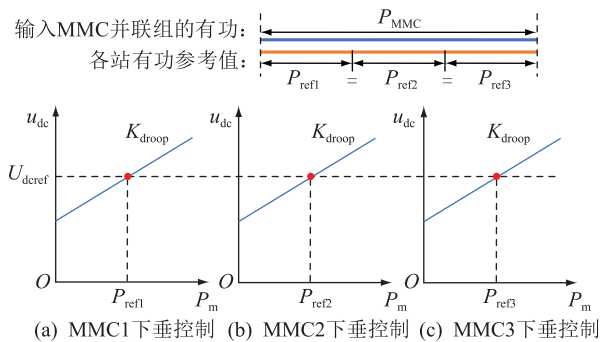 输入MMC并联组的有功：
P_MMC
各站有功参考值：
P_ref1 = P_ref2 = P_ref3
u_dc K_droop u_dc K_droop u_dc K_droop
U_dcref
O P_ref1 P_m O P_ref2 P_m O P_ref3 P_m
(a) MMC1下垂控制 (b) MMC2下垂控制 (c) MMC3下垂控制